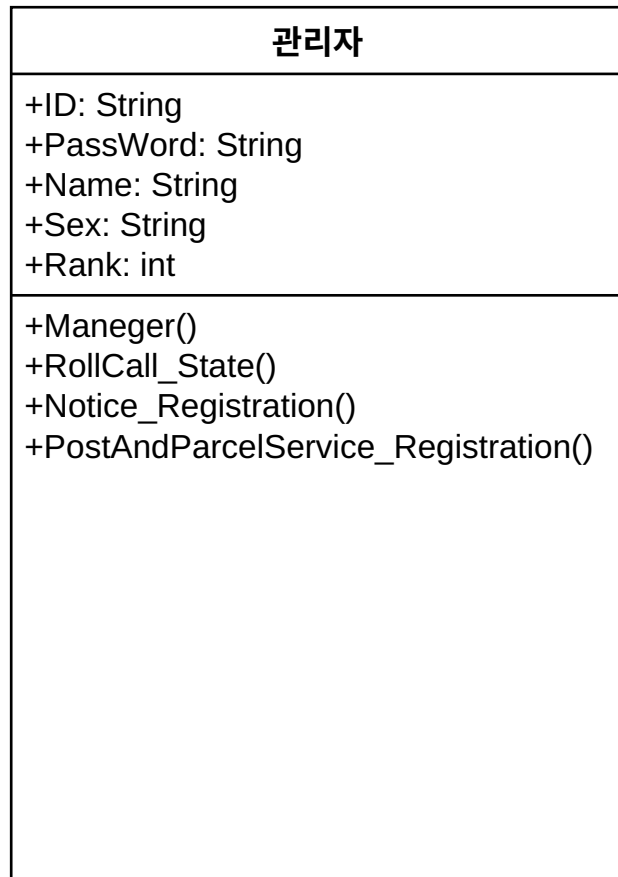 관리자
+ID: String
+PassWord: String
+Name: String
+Sex: String
+Rank: int
+Maneger()
+RollCall_State()
+Notice_Registration()
+PostAndParcelService_Registration()